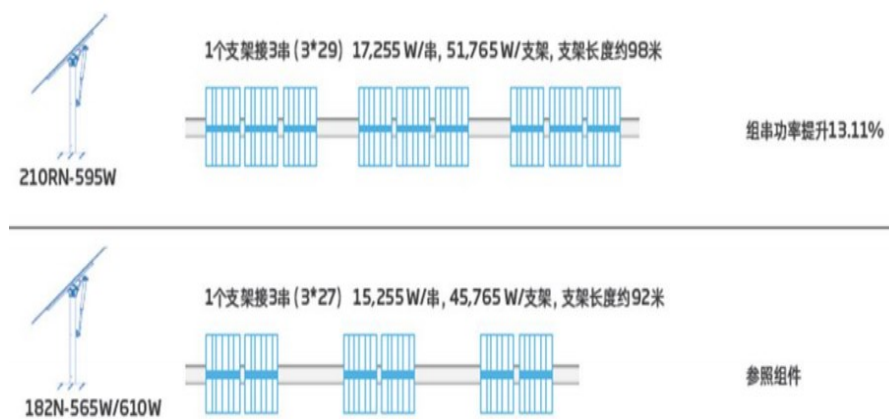 1个支架接3串 (3*29) 17,255 W/串, 51,765 W/支架, 支架长度约98米
组串功率提升13.11%
210RN-595W
1个支架接3串 (3*27) 15,255 W/串, 45,765 W/支架, 支架长度约92米
参照组件
182N-565W/610W